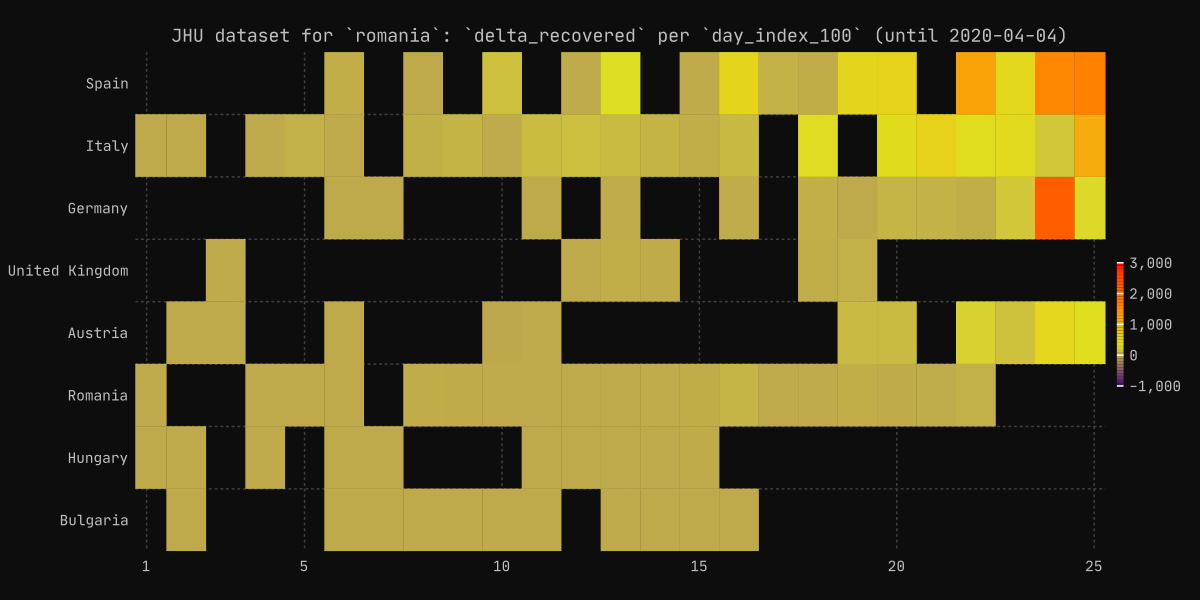 JHU dataset for `romania`: `delta_recovered` per `day_index_100` (until 2020-04-04)
Spain
Italy
Germany
United Kingdom
Austria
Romania
Hungary
Bulgaria
1 5 10 15 20 25
3,000
2,000
1,000
0
-1,000